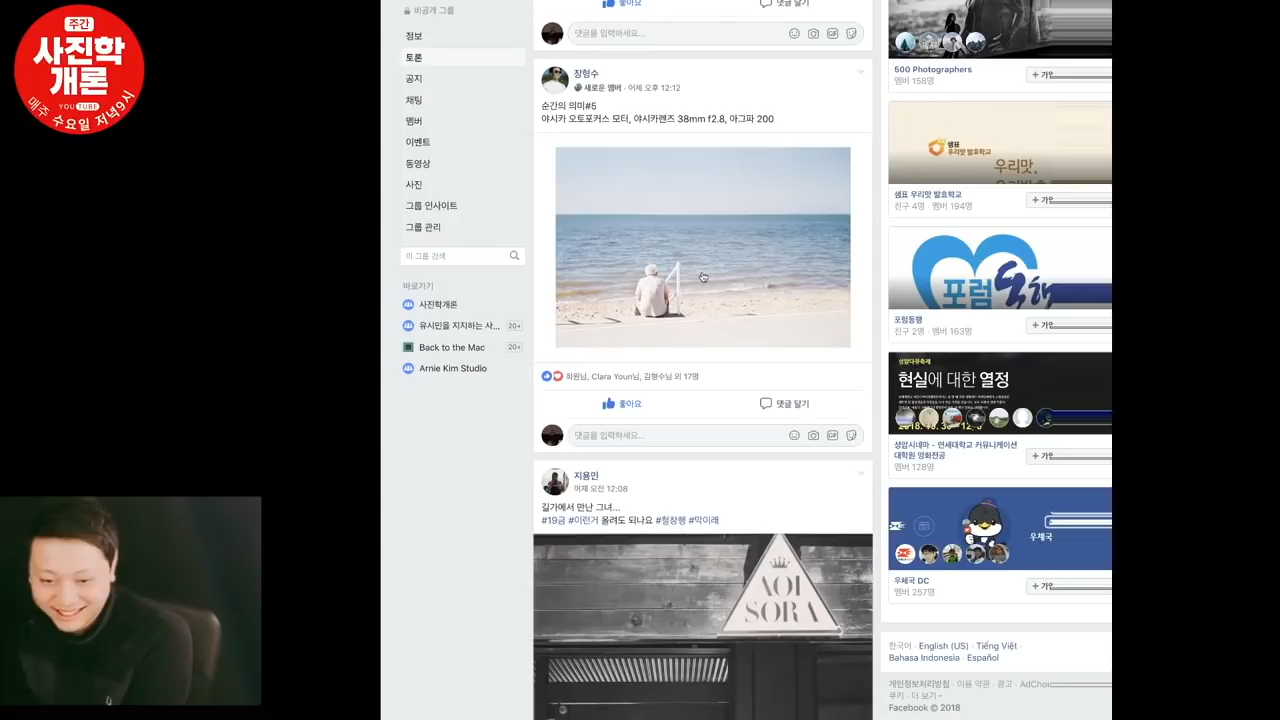 주간
사진학
개론
YOUTUBE
매주 수요일 저녁9시
비공개 그룹
정보
토론
공지
채팅
멤버
이벤트
동영상
사진
그룹 인사이트
그룹 관리
이 그룹 검색
바로가기
사진학개론
유시민을 지지하는 사... 20+
Back to the Mac 20+
Arnie Kim Studio
좋아요 댓글 달기
댓글을 입력하세요...
장형수
새로운 멤버 · 어제 오후 12:12
순간의 의미#5
야시카 오토포커스 모터, 야시카렌즈 38mm f2.8, 아그파 200
회원님, Clara Youn님, 김형수님 외 17명
좋아요 댓글 달기
댓글을 입력하세요...
지용민
어제 오전 12:08
길가에서 만난 그녀...
#19금 #이런거 올려도 되나요 #철창행 #막이래
AOI
SORA
500 Photographers
멤버 158명
+ 가입
샘표
우리맛 발효학교
우리맛,
샘표 우리맛 발효학교
친구 4명 · 멤버 194명
+ 가입
포럼동행
포럼동행
친구 2명 · 멤버 163명
+ 가입
성암다큐축제
현실에 대한 열정
성암시네마 - 연세대학교 커뮤니케이션
대학원 영화전공
멤버 128명
+ 가입
우체국
우체국 DC
멤버 257명
+ 가입
한국어 · English (US) · Tiếng Việt ·
Bahasa Indonesia · Español
개인정보처리방침 · 이용 약관 · 광고 · AdChoic
쿠키 · 더 보기
Facebook © 2018